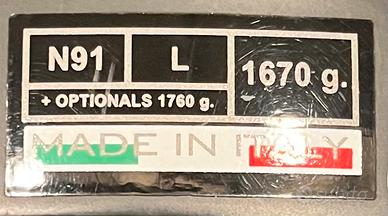 N91 L 1670 g.
+ OPTIONALS 1760 g.
MADE IN ITALY